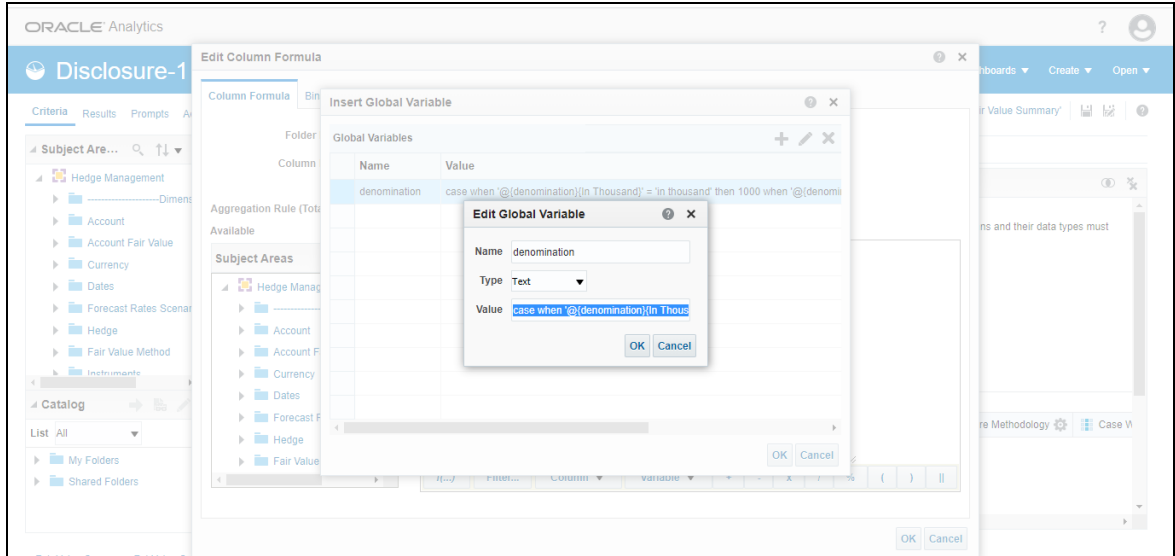 ORACLE Analytics
?
Disclosure-1
hboards Create Open
Criteria Results Prompts
ir Value Summary'
Subject Are...
Hedge Management
-----------------------Dimens
Account
Account Fair Value
Currency
Dates
Forecast Rates Scenar
Hedge
Fair Value Method
Instruments
Catalog
List All
My Folders
Shared Folders
Edit Column Formula
Column Formula Bin
Folder
Column
Aggregation Rule (Tota
Available
Subject Areas
Hedge Manag
Account
Account F
Currency
Dates
Forecast F
Hedge
Fair Value
Insert Global Variable
Global Variables
Name Value
denomination case when '@{denomination}{In Thousand}' = 'in thousand' then 1000 when '@{denomi
Edit Global Variable
Name denomination
Type Text
Value case when '@{denomination}{In Thous
OK Cancel
OK Cancel
f(...) Filter... Column Variable + - x / % ( ) ||
OK Cancel
ns and their data types must
re Methodology Case W